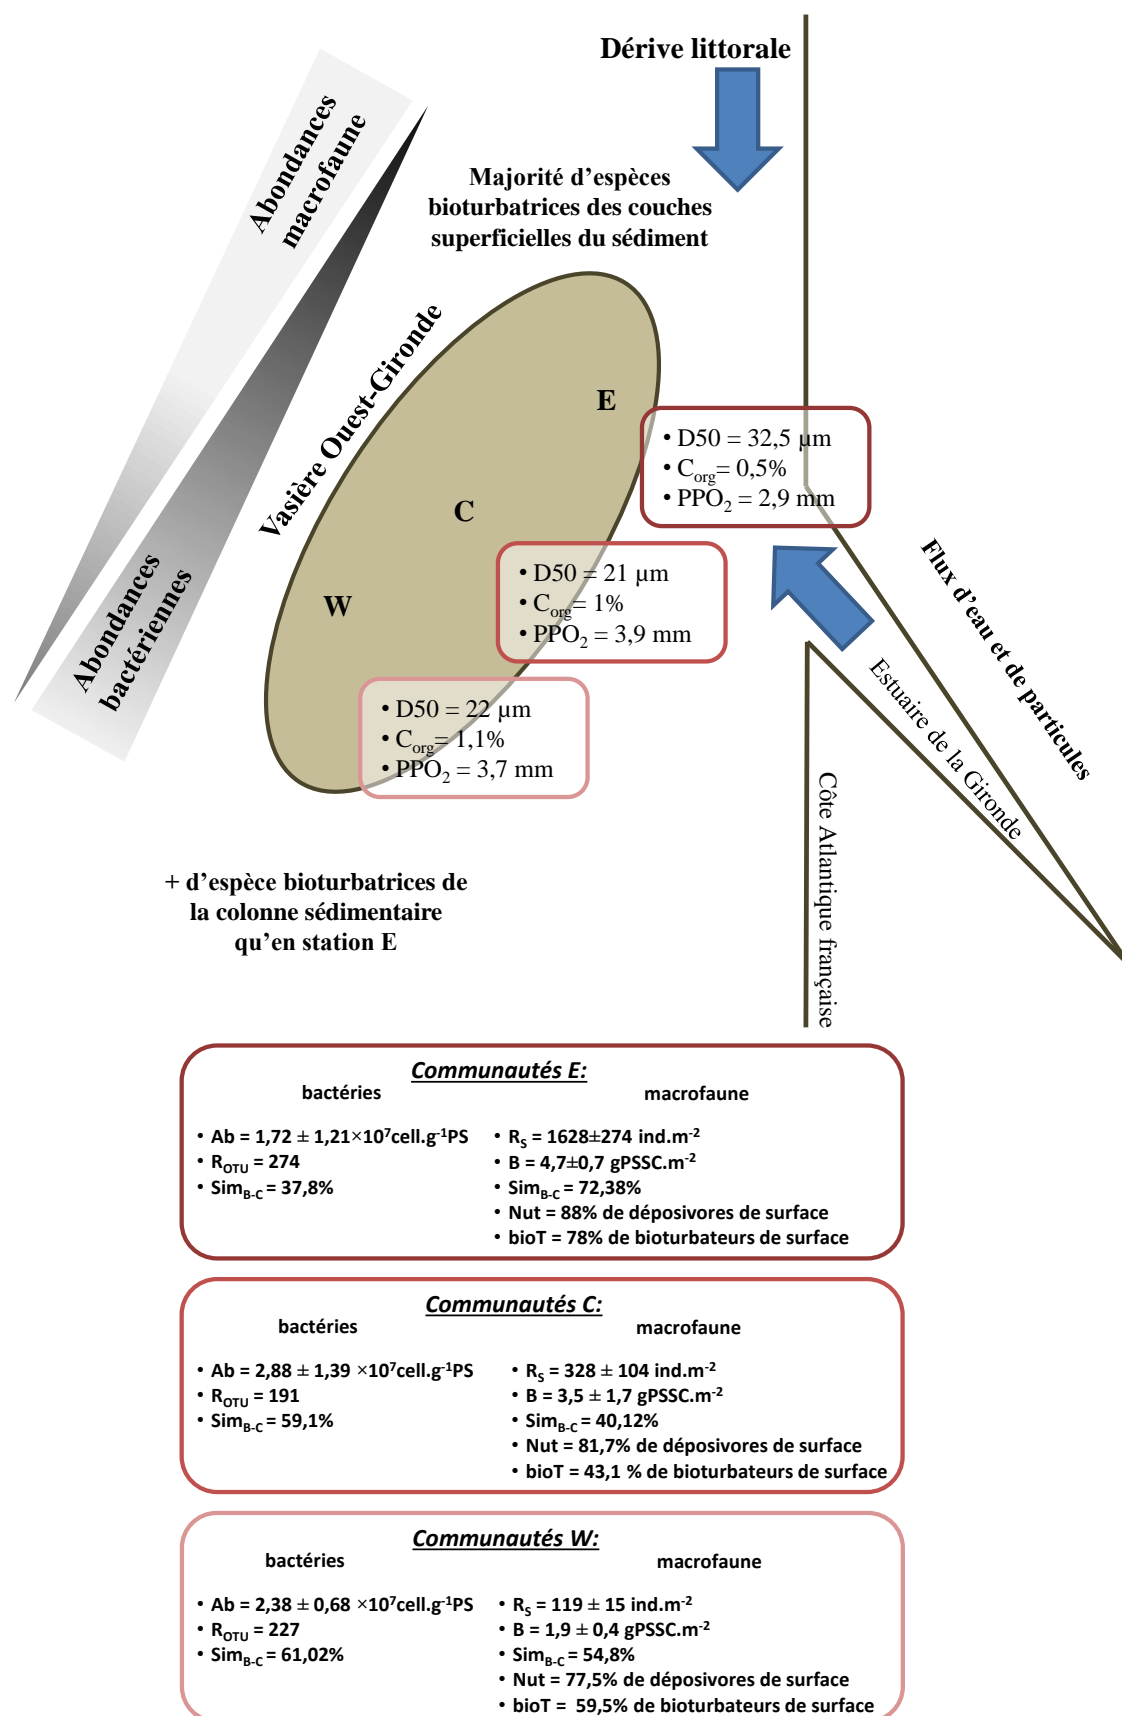 Dérive littorale
Abondances
macrofaune
Majorité d’espèces
bioturbatrices des couches
superficielles du sédiment
Vasière Ouest-Gironde
E
• D50 = 32,5 µm
• Corg= 0,5%
• PPO2 = 2,9 mm
C
• D50 = 21 µm
• Corg= 1%
• PPO2 = 3,9 mm
W
• D50 = 22 µm
• Corg= 1,1%
• PPO2 = 3,7 mm
Abondances
bactériennes
Flux d’eau et de particules
Estuaire de la Gironde
Côte Atlantique française
+ d’espèce bioturbatrices de
la colonne sédimentaire
qu’en station E
Communautés E:
bactéries
• Ab = 1,72 ± 1,21×10⁷cell.g⁻¹PS
• ROTU = 274
• SimB-C = 37,8%
macrofaune
• RS = 1628±274 ind.m⁻²
• B = 4,7±0,7 gPSSC.m⁻²
• SimB-C = 72,38%
• Nut = 88% de déposivores de surface
• bioT = 78% de bioturbateurs de surface
Communautés C:
bactéries
• Ab = 2,88 ± 1,39 ×10⁷cell.g⁻¹PS
• ROTU = 191
• SimB-C = 59,1%
macrofaune
• RS = 328 ± 104 ind.m⁻²
• B = 3,5 ± 1,7 gPSSC.m⁻²
• SimB-C = 40,12%
• Nut = 81,7% de déposivores de surface
• bioT = 43,1 % de bioturbateurs de surface
Communautés W:
bactéries
• Ab = 2,38 ± 0,68 ×10⁷cell.g⁻¹PS
• ROTU = 227
• SimB-C = 61,02%
macrofaune
• RS = 119 ± 15 ind.m⁻²
• B = 1,9 ± 0,4 gPSSC.m⁻²
• SimB-C = 54,8%
• Nut = 77,5% de déposivores de surface
• bioT = 59,5% de bioturbateurs de surface